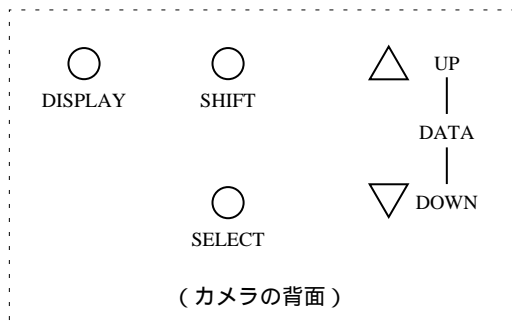 UP
DISPLAY
SHIFT
DATA
DOWN
SELECT
(カメラの背面)